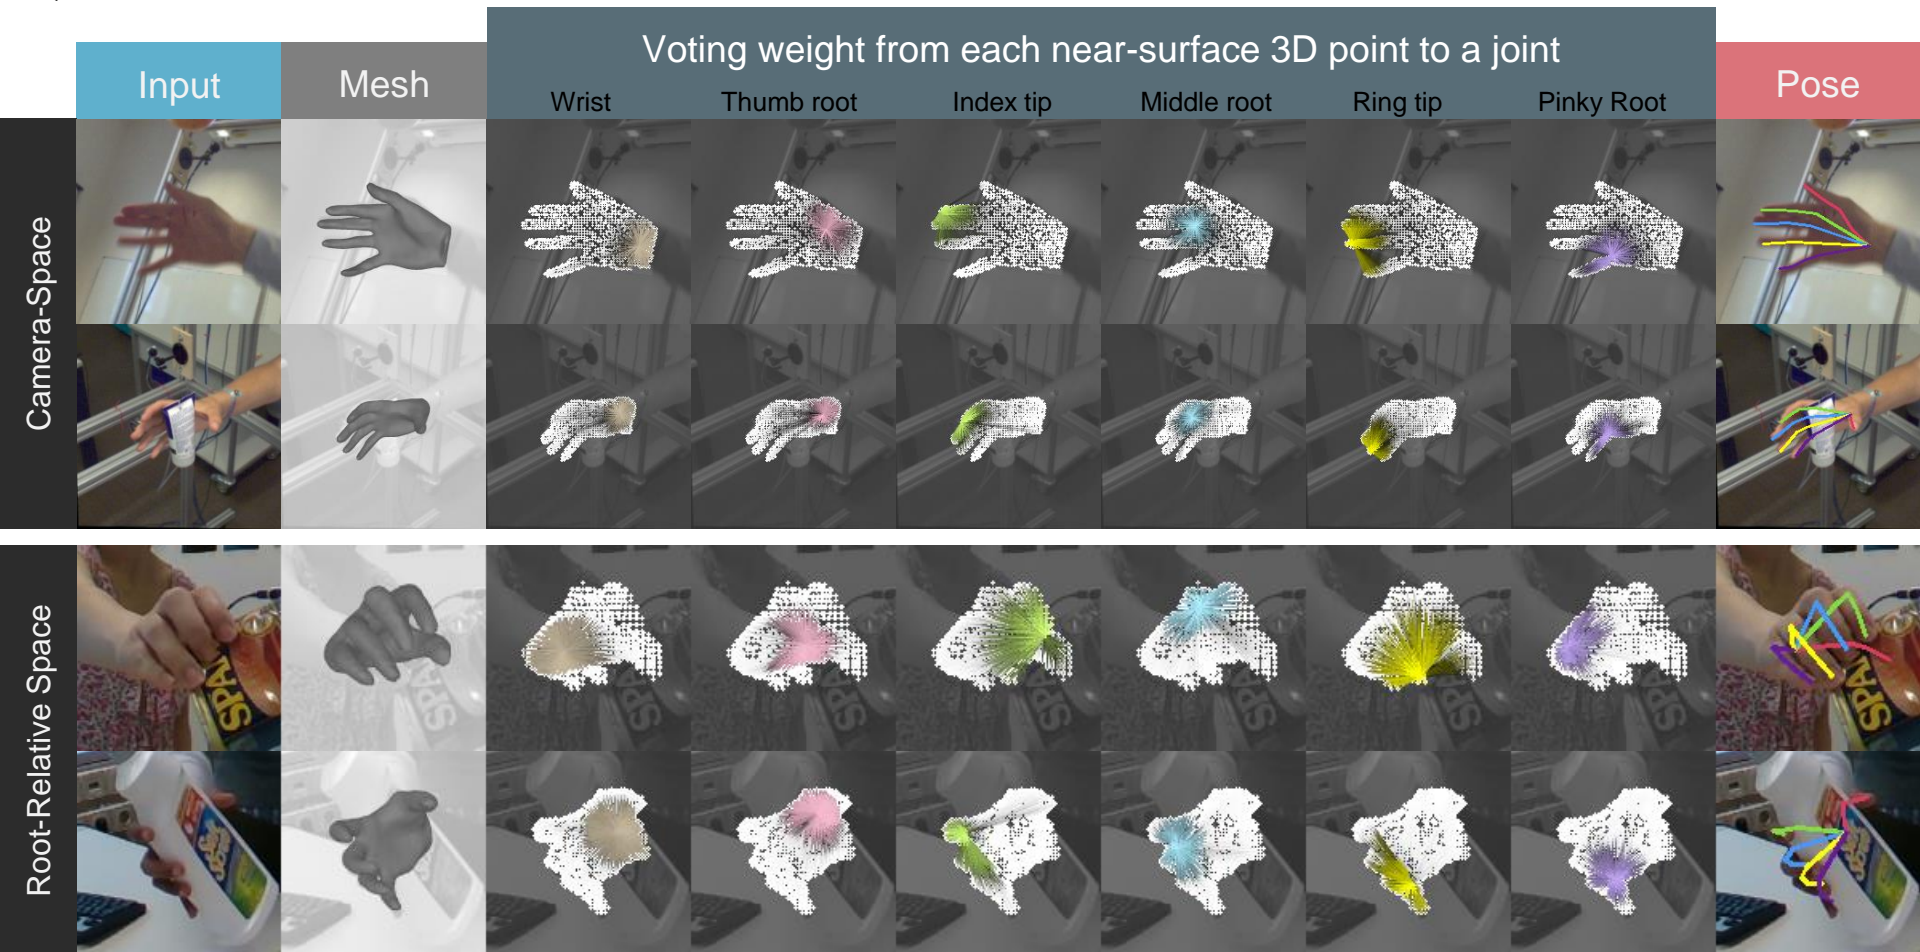 Voting weight from each near-surface 3D point to a joint
Input
Mesh
Wrist
Thumb root
Index tip
Middle root
Ring tip
Pinky Root
Pose
Camera-Space
Root-Relative Space
SPA